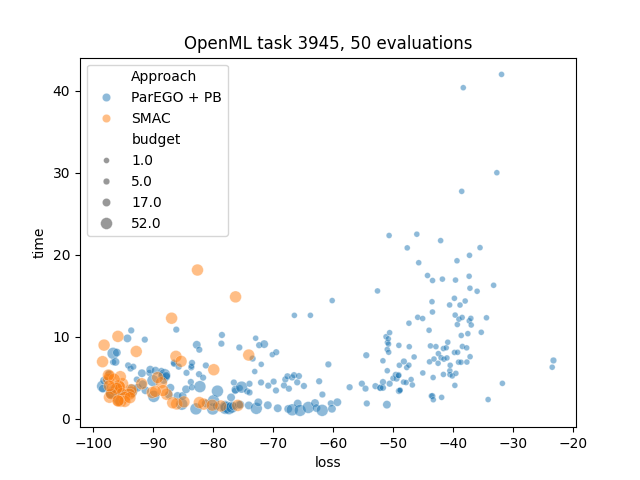 OpenML task 3945, 50 evaluations
Approach
ParEGO + PB
SMAC
budget
1.0
5.0
17.0
52.0
40
30
20
10
0
time
−100 −90 −80 −70 −60 −50 −40 −30 −20
loss